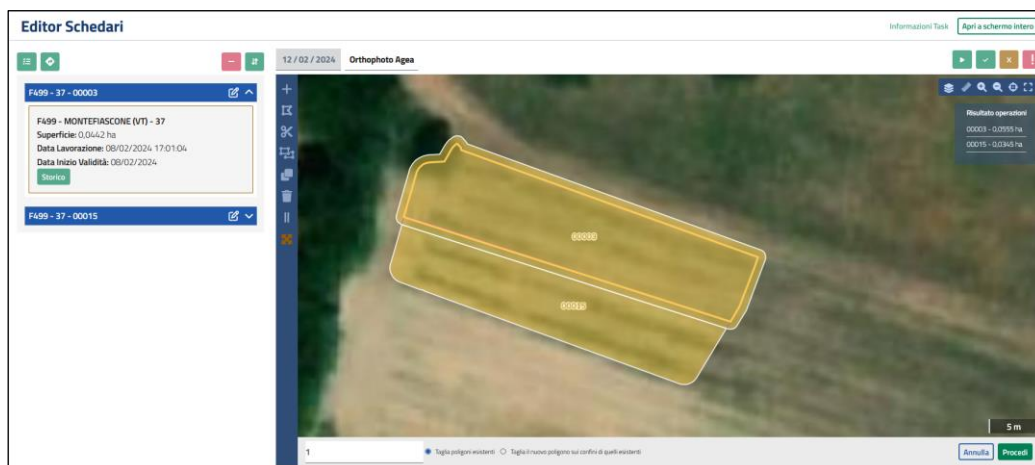 Editor Schedari
Informazioni Task
Apri a schermo intero
12 / 02 / 2024
Orthophoto Agea
F499 - 37 - 00003
F499 - MONTEFIASCONE (VT) - 37
Superficie: 0,0442 ha
Data Lavorazione: 08/02/2024 17:01:04
Data Inizio Validità: 08/02/2024
Storico
F499 - 37 - 00015
Risultato operazioni
00003 - 0,0555 ha
00015 - 0,0345 ha
00003
00015
5 m
1
Taglia poligoni esistenti
Taglia il nuovo poligono sui confini di quelli esistenti
Annulla
Procedi